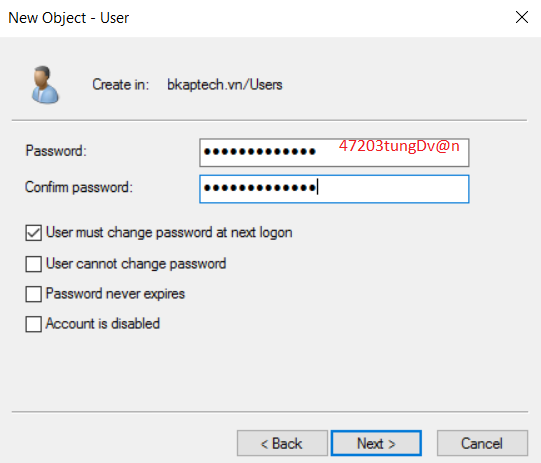 New Object - User
Create in: bkaptech.vn/Users
Password: ●●●●●●●●●●●●● 47203tungDv@n
Confirm password: ●●●●●●●●●●●●●
User must change password at next logon
User cannot change password
Password never expires
Account is disabled
< Back Next > Cancel